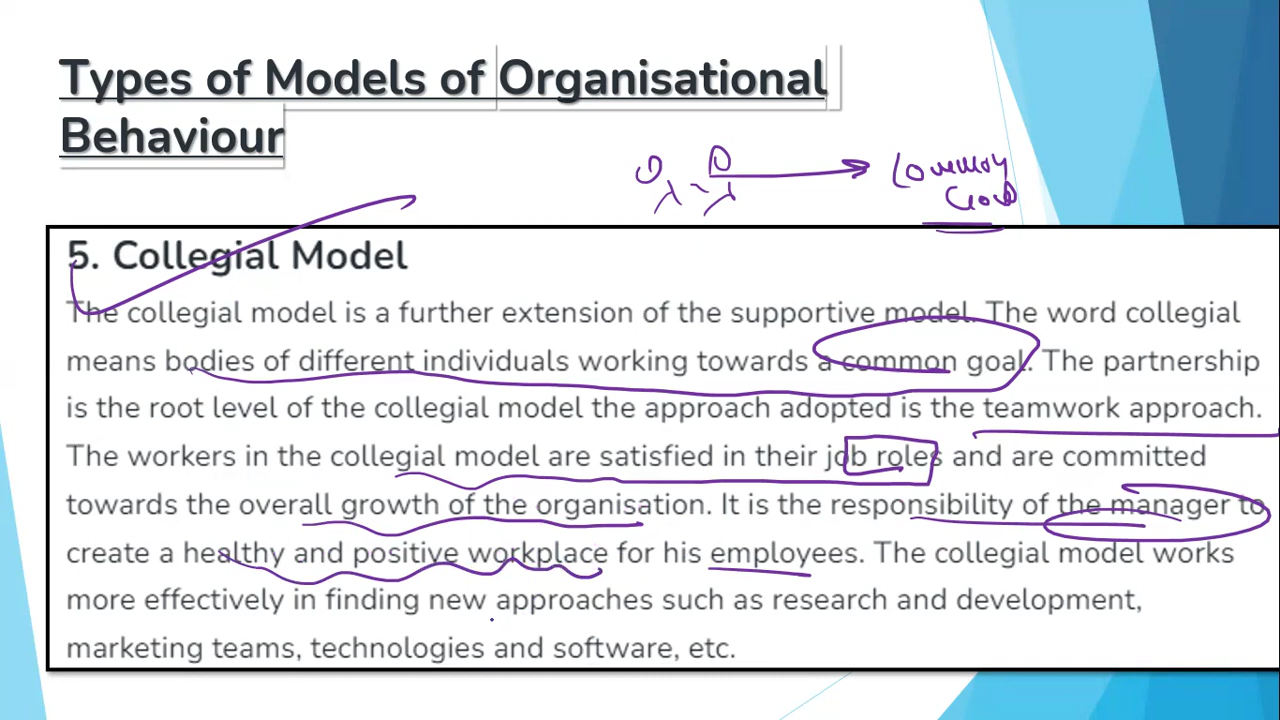 Types of Models of Organisational
Behaviour
Common
Goal
5. Collegial Model
The collegial model is a further extension of the supportive model. The word collegial
means bodies of different individuals working towards a common goal. The partnership
is the root level of the collegial model the approach adopted is the teamwork approach.
The workers in the collegial model are satisfied in their job roles and are committed
towards the overall growth of the organisation. It is the responsibility of the manager to
create a healthy and positive workplace for his employees. The collegial model works
more effectively in finding new approaches such as research and development,
marketing teams, technologies and software, etc.